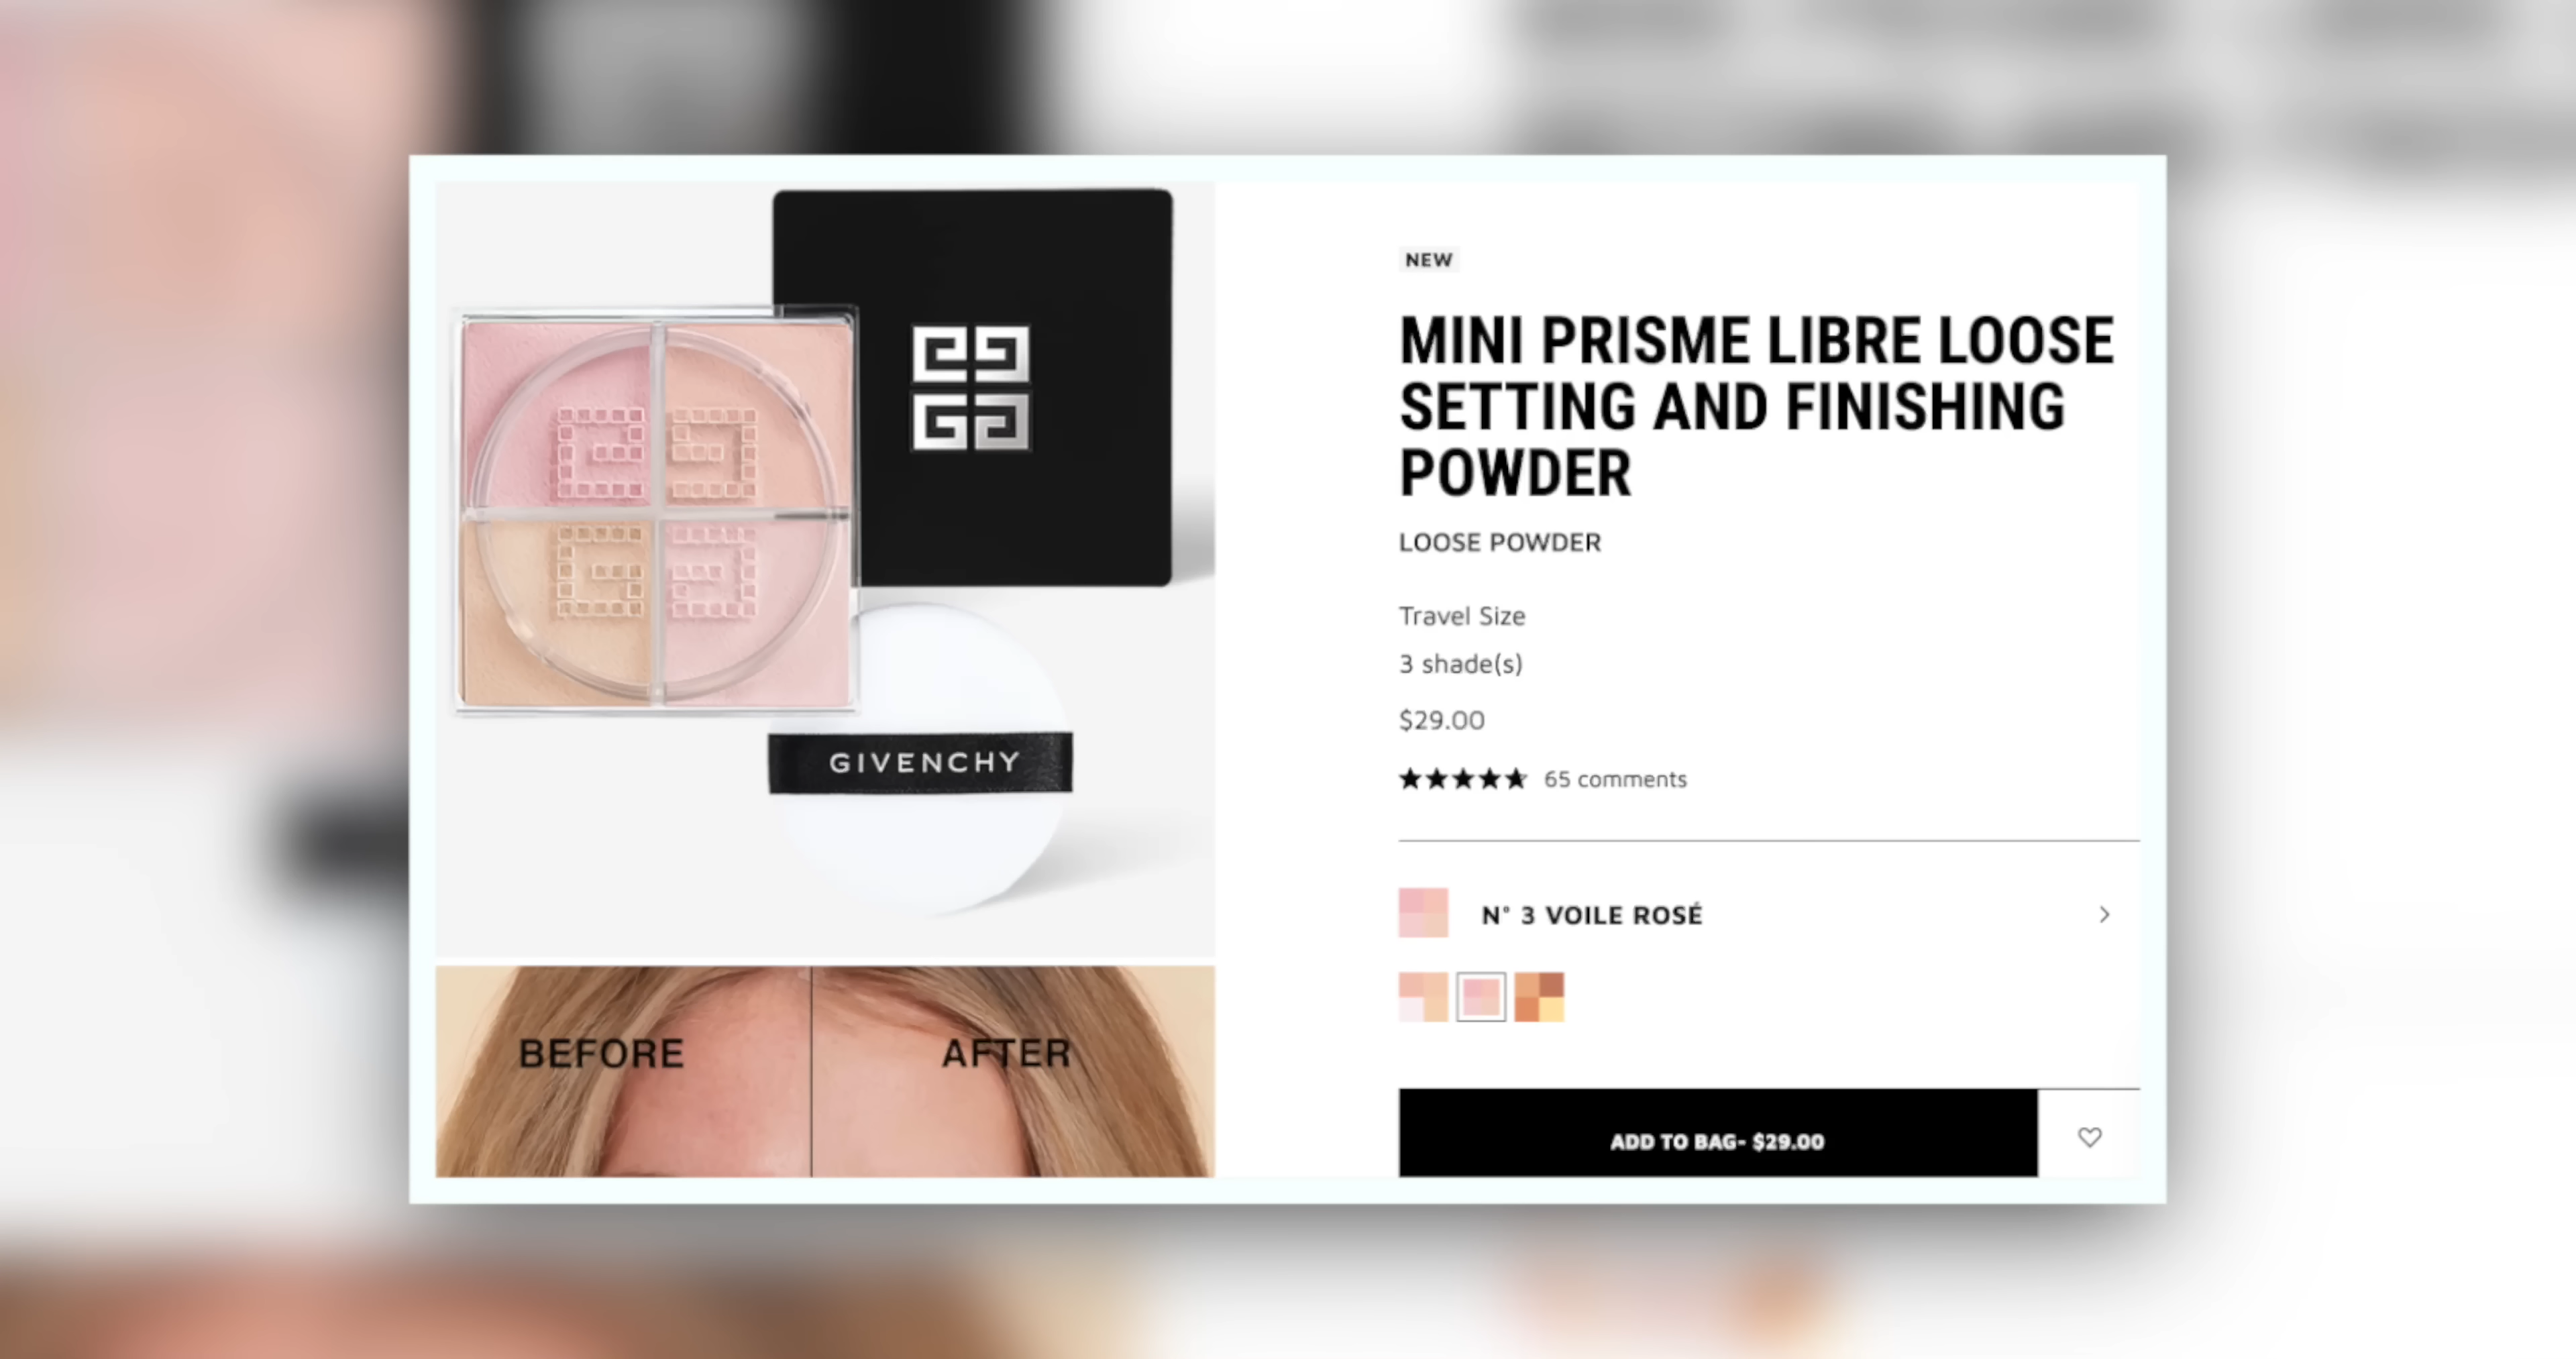 GIVENCHY
BEFORE
AFTER
NEW
MINI PRISME LIBRE LOOSE
SETTING AND FINISHING
POWDER
LOOSE POWDER
Travel Size
3 shade(s)
$29.00
65 comments
N° 3 VOILE ROSÉ
ADD TO BAG- $29.00